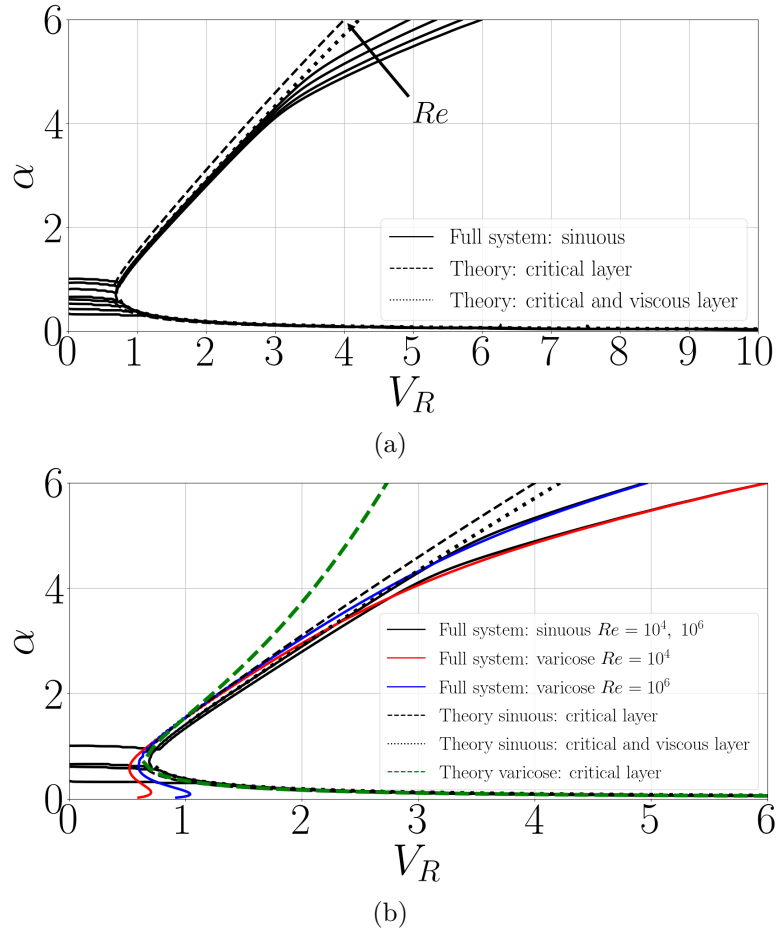 6
4
2
0
α
Re
Full system: sinuous
Theory: critical layer
Theory: critical and viscous layer
0 1 2 3 4 5 6 7 8 9 10
V_R
(a)
6
4
2
0
α
Full system: sinuous Re = 10^4, 10^6
Full system: varicose Re = 10^4
Full system: varicose Re = 10^6
Theory sinuous: critical layer
Theory sinuous: critical and viscous layer
Theory varicose: critical layer
0 1 2 3 4 5 6
V_R
(b)